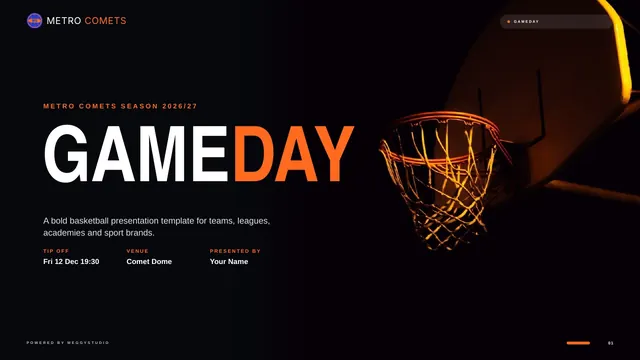 METRO COMETS
GAMEDAY
METRO COMETS SEASON 2026/27
GAMEDAY
A bold basketball presentation template for teams, leagues,
academies and sport brands.
TIP OFF VENUE PRESENTED BY
Fri 12 Dec 19:30 Comet Dome Your Name
POWERED BY WEGGYSTUDIO
01